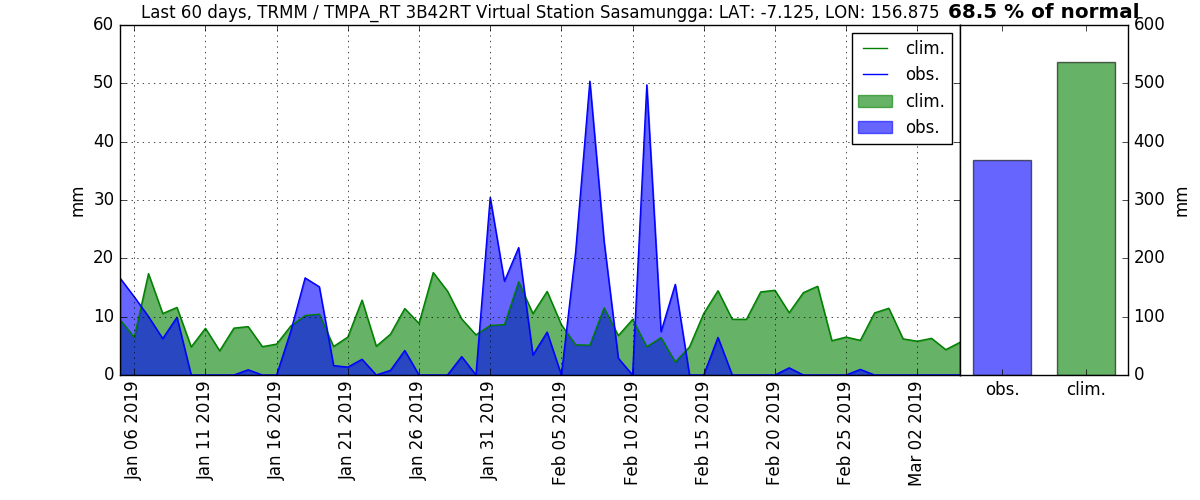 Last 60 days, TRMM / TMPA_RT 3B42RT Virtual Station Sasamungga: LAT: -7.125, LON: 156.875
68.5 % of normal
60
50
40
30
20
10
0
mm
clim.
obs.
clim.
obs.
600
500
400
300
200
100
0
mm
Jan 06 2019
Jan 11 2019
Jan 16 2019
Jan 21 2019
Jan 26 2019
Jan 31 2019
Feb 05 2019
Feb 10 2019
Feb 15 2019
Feb 20 2019
Feb 25 2019
Mar 02 2019
obs.
clim.